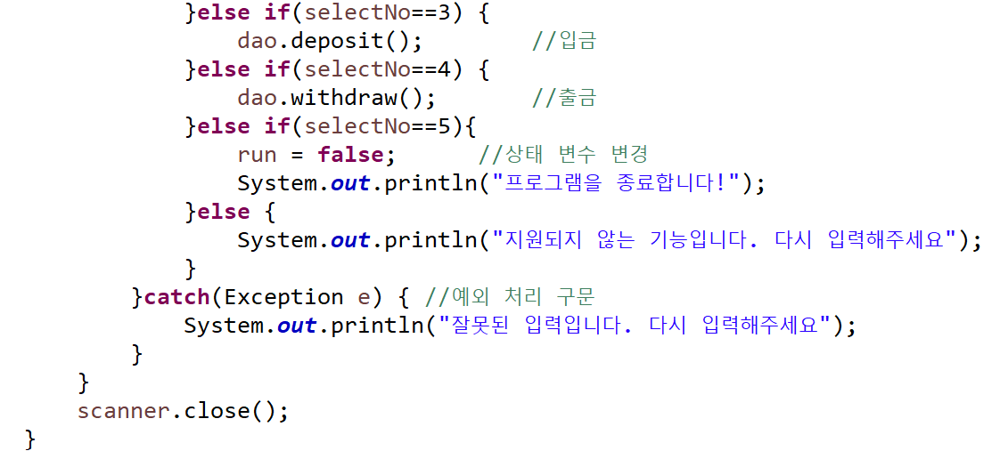 }else if(selectNo==3) {
dao.deposit(); //입금
}else if(selectNo==4) {
dao.withdraw(); //출금
}else if(selectNo==5){
run = false; //상태 변수 변경
System.out.println("프로그램을 종료합니다!");
}else {
System.out.println("지원되지 않는 기능입니다. 다시 입력해주세요");
}
}catch(Exception e) { //예외 처리 구문
System.out.println("잘못된 입력입니다. 다시 입력해주세요");
}
}
scanner.close();
}